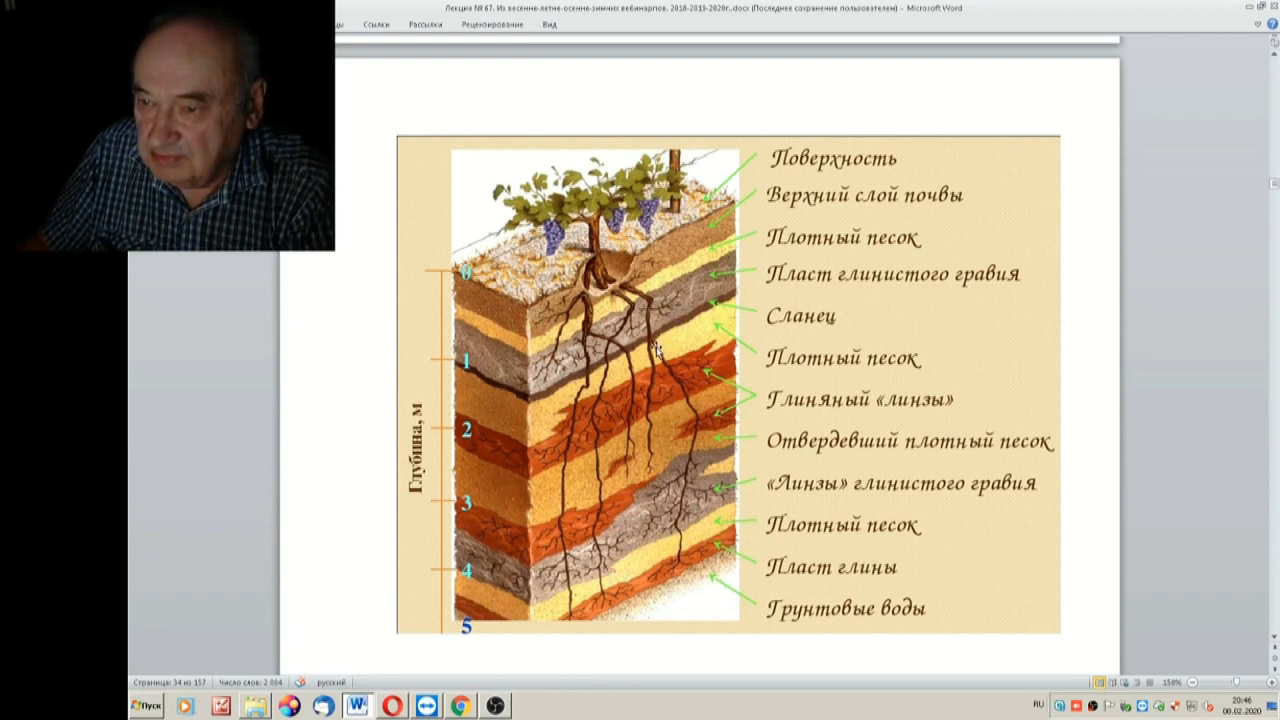 Лекция № 67. Из весенне-летне-осенне-зимних вебинаров. 2018-2019-2020г..docx (Последнее сохранение пользователем) - Microsoft Word
Ссылки Рассылки Рецензирование Вид
Поверхность
Верхний слой почвы
Плотный песок
Пласт глинистого гравия
Сланец
Плотный песок
Глиняный «линзы»
Отвердевший плотный песок
«Линзы» глинистого гравия
Плотный песок
Пласт глины
Грунтовые воды
Глубина, м
0
1
2
3
4
5
Страница: 34 из 157 Число слов: 2 004 русский 150%
Пуск
RU
20:46